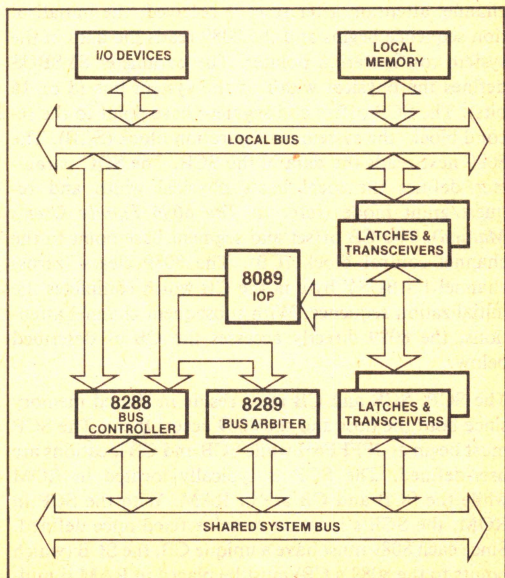 I/O DEVICES
LOCAL
MEMORY
LOCAL BUS
LATCHES &
TRANSCEIVERS
8089
IOP
8288
BUS
CONTROLLER
8289
BUS ARBITER
LATCHES &
TRANSCEIVERS
SHARED SYSTEM BUS